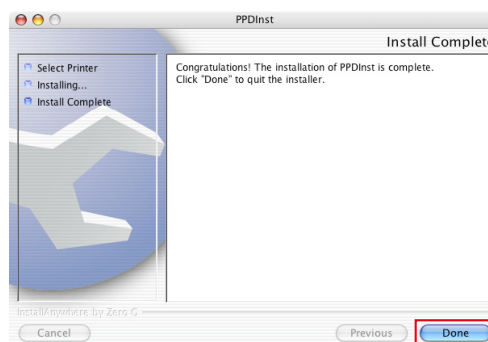 PPDInst
Install Complete
Select Printer
Installing...
Install Complete
Congratulations! The installation of PPDInst is complete.
Click "Done" to quit the installer.
InstallAnywhere by Zero G
Cancel
Previous
Done